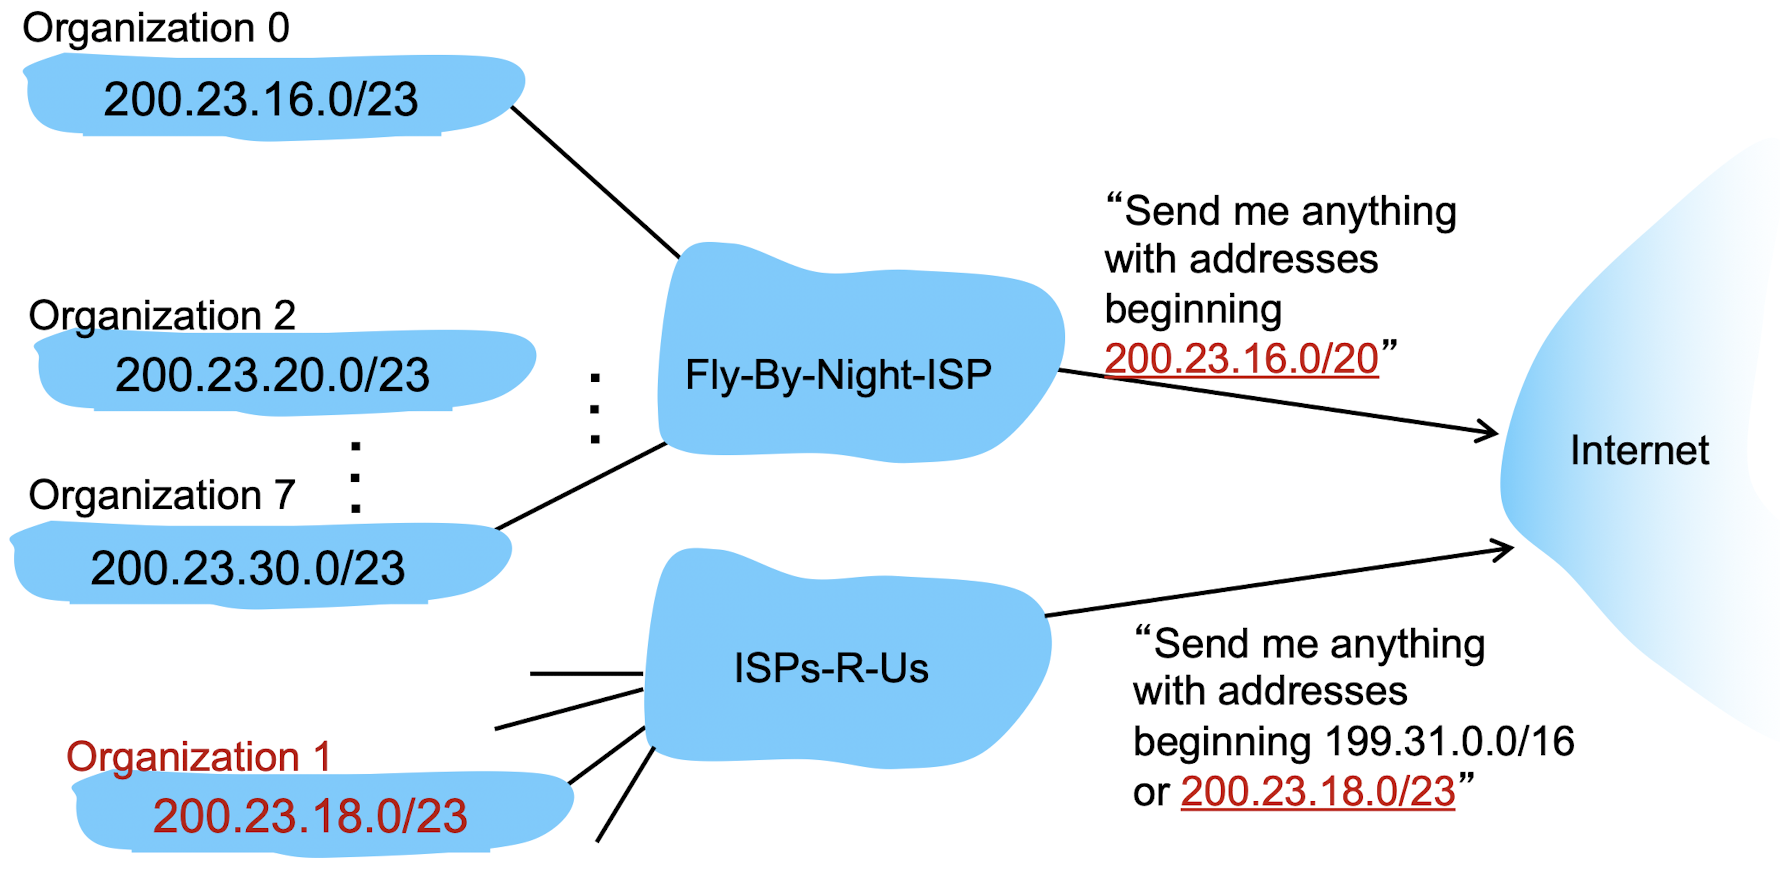 Organization 0
200.23.16.0/23
Organization 2
200.23.20.0/23
Organization 7
200.23.30.0/23
Fly-By-Night-ISP
“Send me anything
with addresses
beginning
200.23.16.0/20”
Internet
ISPs-R-Us
Organization 1
200.23.18.0/23
“Send me anything
with addresses
beginning 199.31.0.0/16
or 200.23.18.0/23”